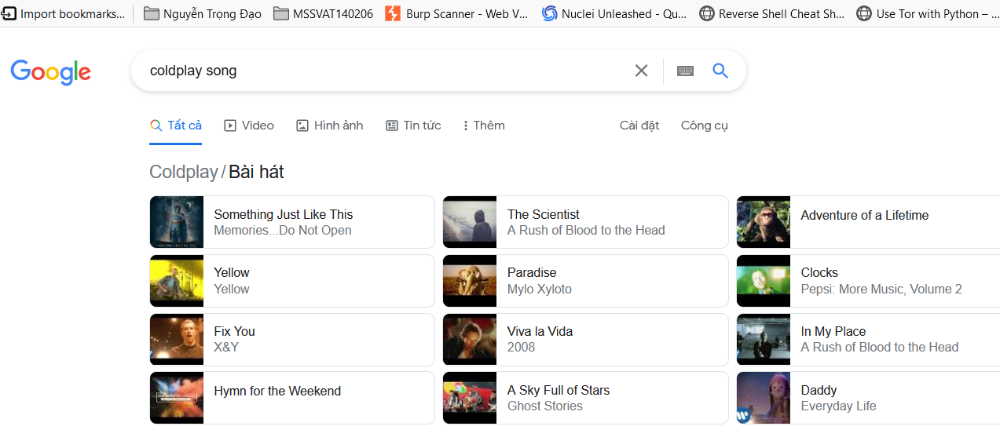 Import bookmarks... Nguyễn Trọng Đạo MSSVAT140206 Burp Scanner - Web V... Nuclei Unleashed - Qu... Reverse Shell Cheat Sh... Use Tor with Python – ...
Google coldplay song
Tất cả Video Hình ảnh Tin tức Thêm Cài đặt Công cụ
Coldplay/Bài hát
Something Just Like This
Memories...Do Not Open
The Scientist
A Rush of Blood to the Head
Adventure of a Lifetime
Yellow
Yellow
Paradise
Mylo Xyloto
Clocks
Pepsi: More Music, Volume 2
Fix You
X&Y
Viva la Vida
2008
In My Place
A Rush of Blood to the Head
Hymn for the Weekend
A Sky Full of Stars
Ghost Stories
Daddy
Everyday Life